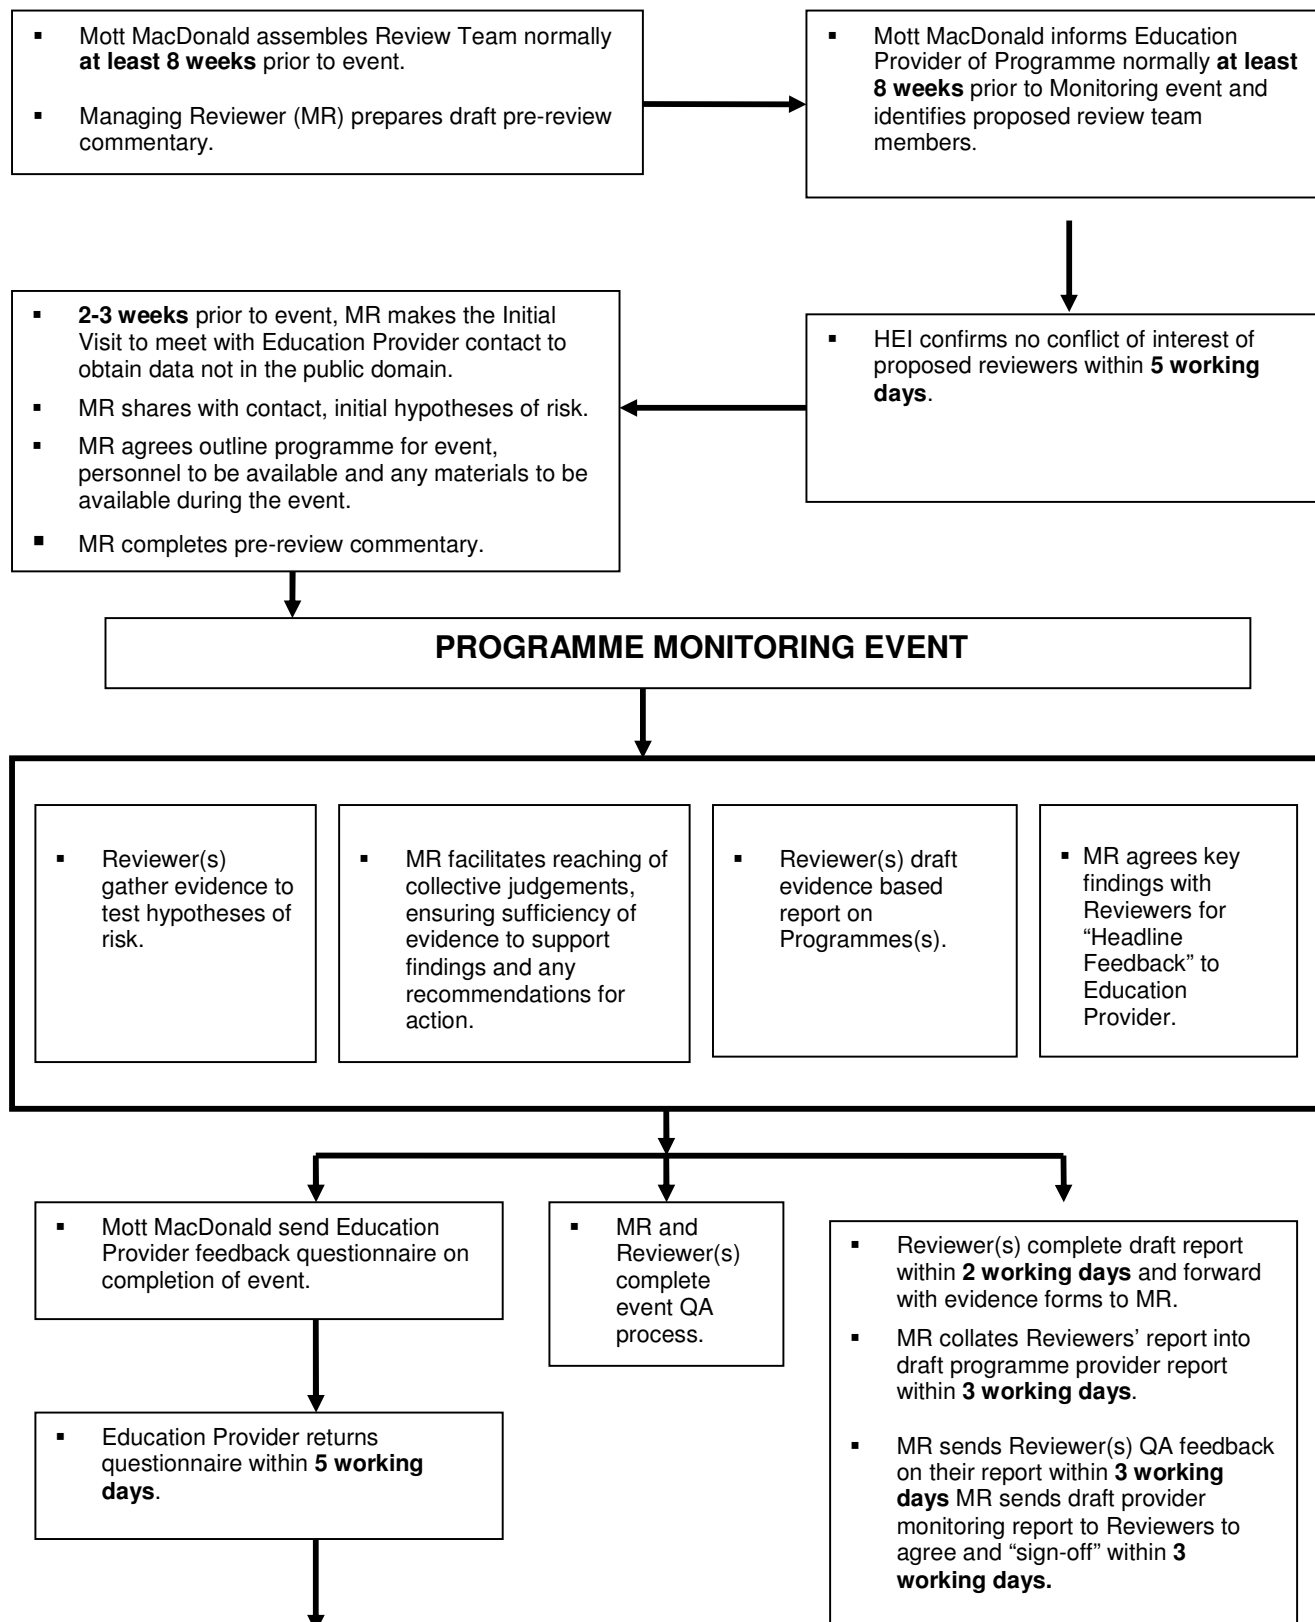 ▪ Mott MacDonald assembles Review Team normally
at least 8 weeks prior to event.
▪ Managing Reviewer (MR) prepares draft pre-review
commentary.
▪ Mott MacDonald informs Education
Provider of Programme normally at least
8 weeks prior to Monitoring event and
identifies proposed review team
members.
▪ HEI confirms no conflict of interest of
proposed reviewers within 5 working
days.
▪ 2-3 weeks prior to event, MR makes the Initial
Visit to meet with Education Provider contact to
obtain data not in the public domain.
▪ MR shares with contact, initial hypotheses of risk.
▪ MR agrees outline programme for event,
personnel to be available and any materials to be
available during the event.
▪ MR completes pre-review commentary.
PROGRAMME MONITORING EVENT
▪ Reviewer(s)
gather evidence to
test hypotheses of
risk.
▪ MR facilitates reaching of
collective judgements,
ensuring sufficiency of
evidence to support
findings and any
recommendations for
action.
▪ Reviewer(s) draft
evidence based
report on
Programmes(s).
▪ MR agrees key
findings with
Reviewers for
“Headline
Feedback” to
Education
Provider.
▪ Mott MacDonald send Education
Provider feedback questionnaire on
completion of event.
▪ Education Provider returns
questionnaire within 5 working
days.
▪ MR and
Reviewer(s)
complete
event QA
process.
▪ Reviewer(s) complete draft report
within 2 working days and forward
with evidence forms to MR.
▪ MR collates Reviewers’ report into
draft programme provider report
within 3 working days.
▪ MR sends Reviewer(s) QA feedback
on their report within 3 working
days MR sends draft provider
monitoring report to Reviewers to
agree and “sign-off” within 3
working days.